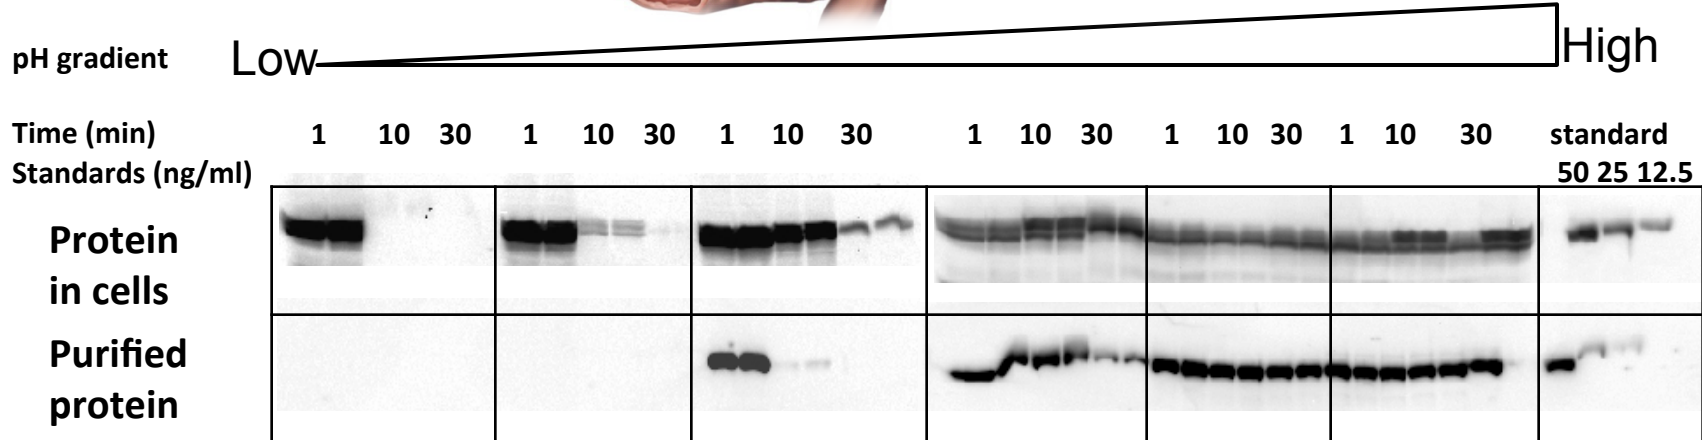 pH gradient Low High
Time (min) 1 10 30 1 10 30 1 10 30 1 10 30 1 10 30 1 10 30 standard
Standards (ng/ml) 50 25 12.5
Protein
in cells
Purified
protein